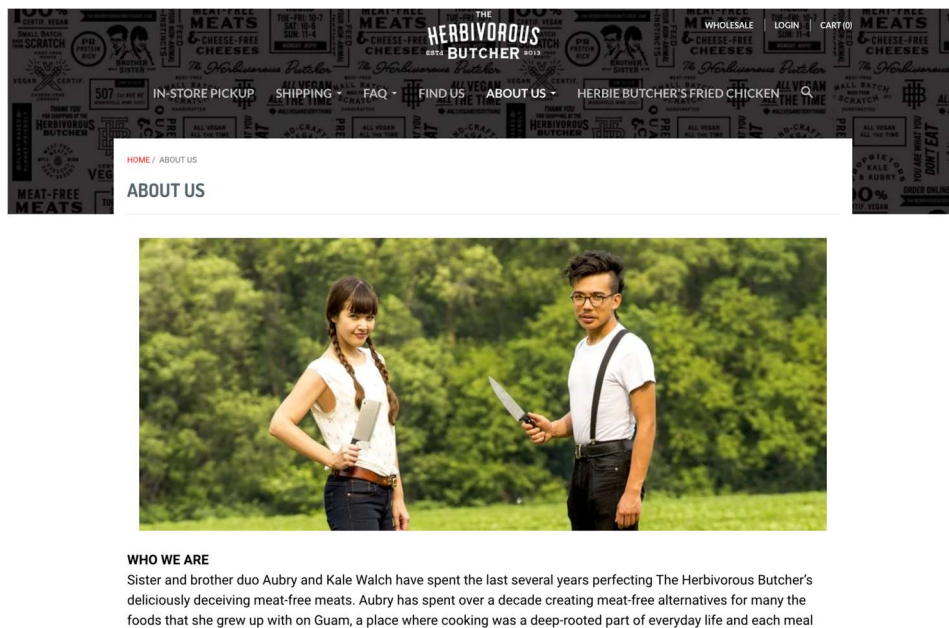 WHOLESALE LOGIN CART (0)
THE
HERBIVOROUS
ESTd BUTCHER 2013
IN-STORE PICKUP SHIPPING FAQ FIND US ABOUT US HERBIE BUTCHER'S FRIED CHICKEN
HOME / ABOUT US
ABOUT US
WHO WE ARE
Sister and brother duo Aubry and Kale Walch have spent the last several years perfecting The Herbivorous Butcher's
deliciously deceiving meat-free meats. Aubry has spent over a decade creating meat-free alternatives for many the
foods that she grew up with on Guam, a place where cooking was a deep-rooted part of everyday life and each meal